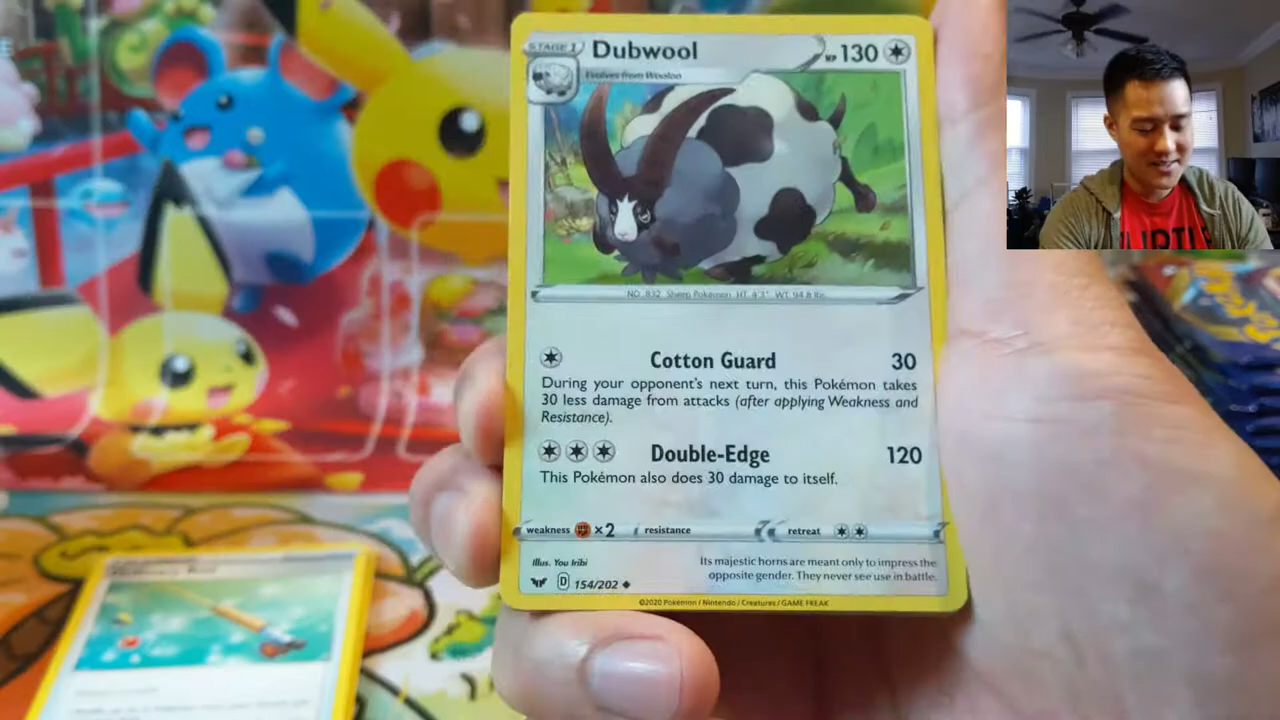 STAGE 1
Dubwool
HP 130
Evolves from Wooloo
NO. 832 Sheep Pokémon HT: 4'3" WT: 94.8 lbs.
Cotton Guard 30
During your opponent's next turn, this Pokémon takes
30 less damage from attacks (after applying Weakness and
Resistance).
Double-Edge 120
This Pokémon also does 30 damage to itself.
weakness ×2 resistance retreat
Illus. You Iribi
Its majestic horns are meant only to impress the
opposite gender. They never see use in battle.
D 154/202
©2020 Pokémon / Nintendo / Creatures / GAME FREAK